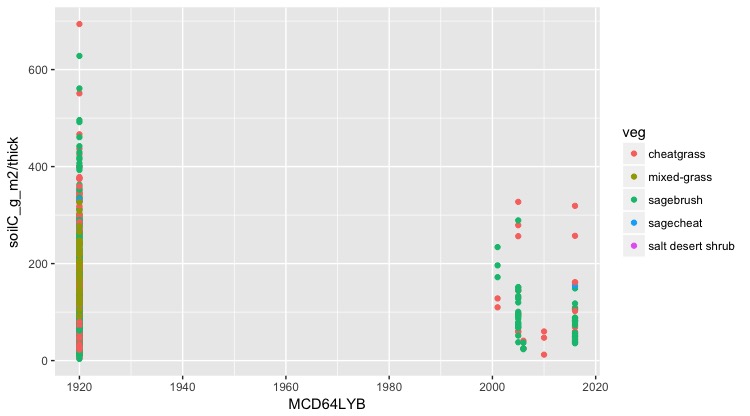 600
400
200
0
soilC_g_m2/thick
1920
1940
1960
1980
2000
2020
MCD64LYB
veg
cheatgrass
mixed-grass
sagebrush
sagecheat
salt desert shrub